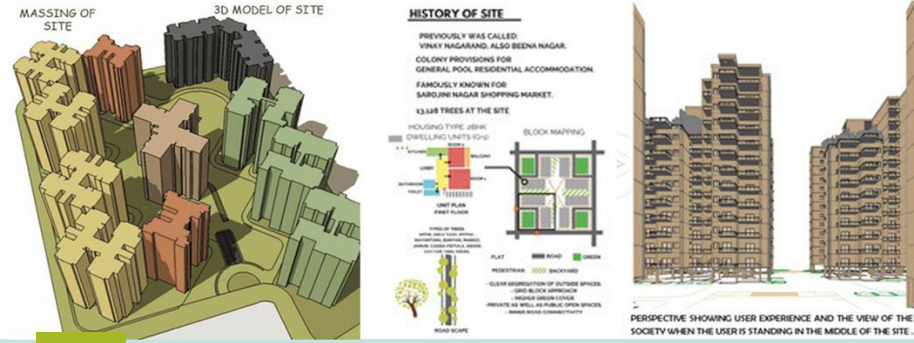 MASSING OF
SITE
3D MODEL OF SITE
HISTORY OF SITE
PREVIOUSLY WAS CALLED:
VINAY NAGARAND, ALSO BEENA NAGAR.
COLONY PROVISIONS FOR
GENERAL POOL RESIDENTIAL ACCOMMODATION.
FAMOUSLY KNOWN FOR
SAROJINI NAGAR SHOPPING MARKET.
13,128 TREES AT THE SITE
HOUSING TYPE: 2BHK
DWELLING UNITS (G+3)
BLOCK MAPPING
KITCHEN
LOBBY
BALCONY
BATHROOM
TOILET
UNIT PLAN
FIRST FLOOR
TYPES OF TREES
FLAT
ROAD
GREEN
PEDESTRIAN
BACKYARD
- CLEAR SEGREGATION OF OUTSIDE SPACES.
- GRID BLOCK APPROACH
- HIGHER GREEN COVER.
-PRIVATE AS WELL AS PUBLIC OPEN SPACES.
- INNER ROAD CONNECTIVITY
ROAD SCAPE
PERSPECTIVE SHOWING USER EXPERIENCE AND THE VIEW OF THE
SOCIETY WHEN THE USER IS STANDING IN THE MIDDLE OF THE SITE .